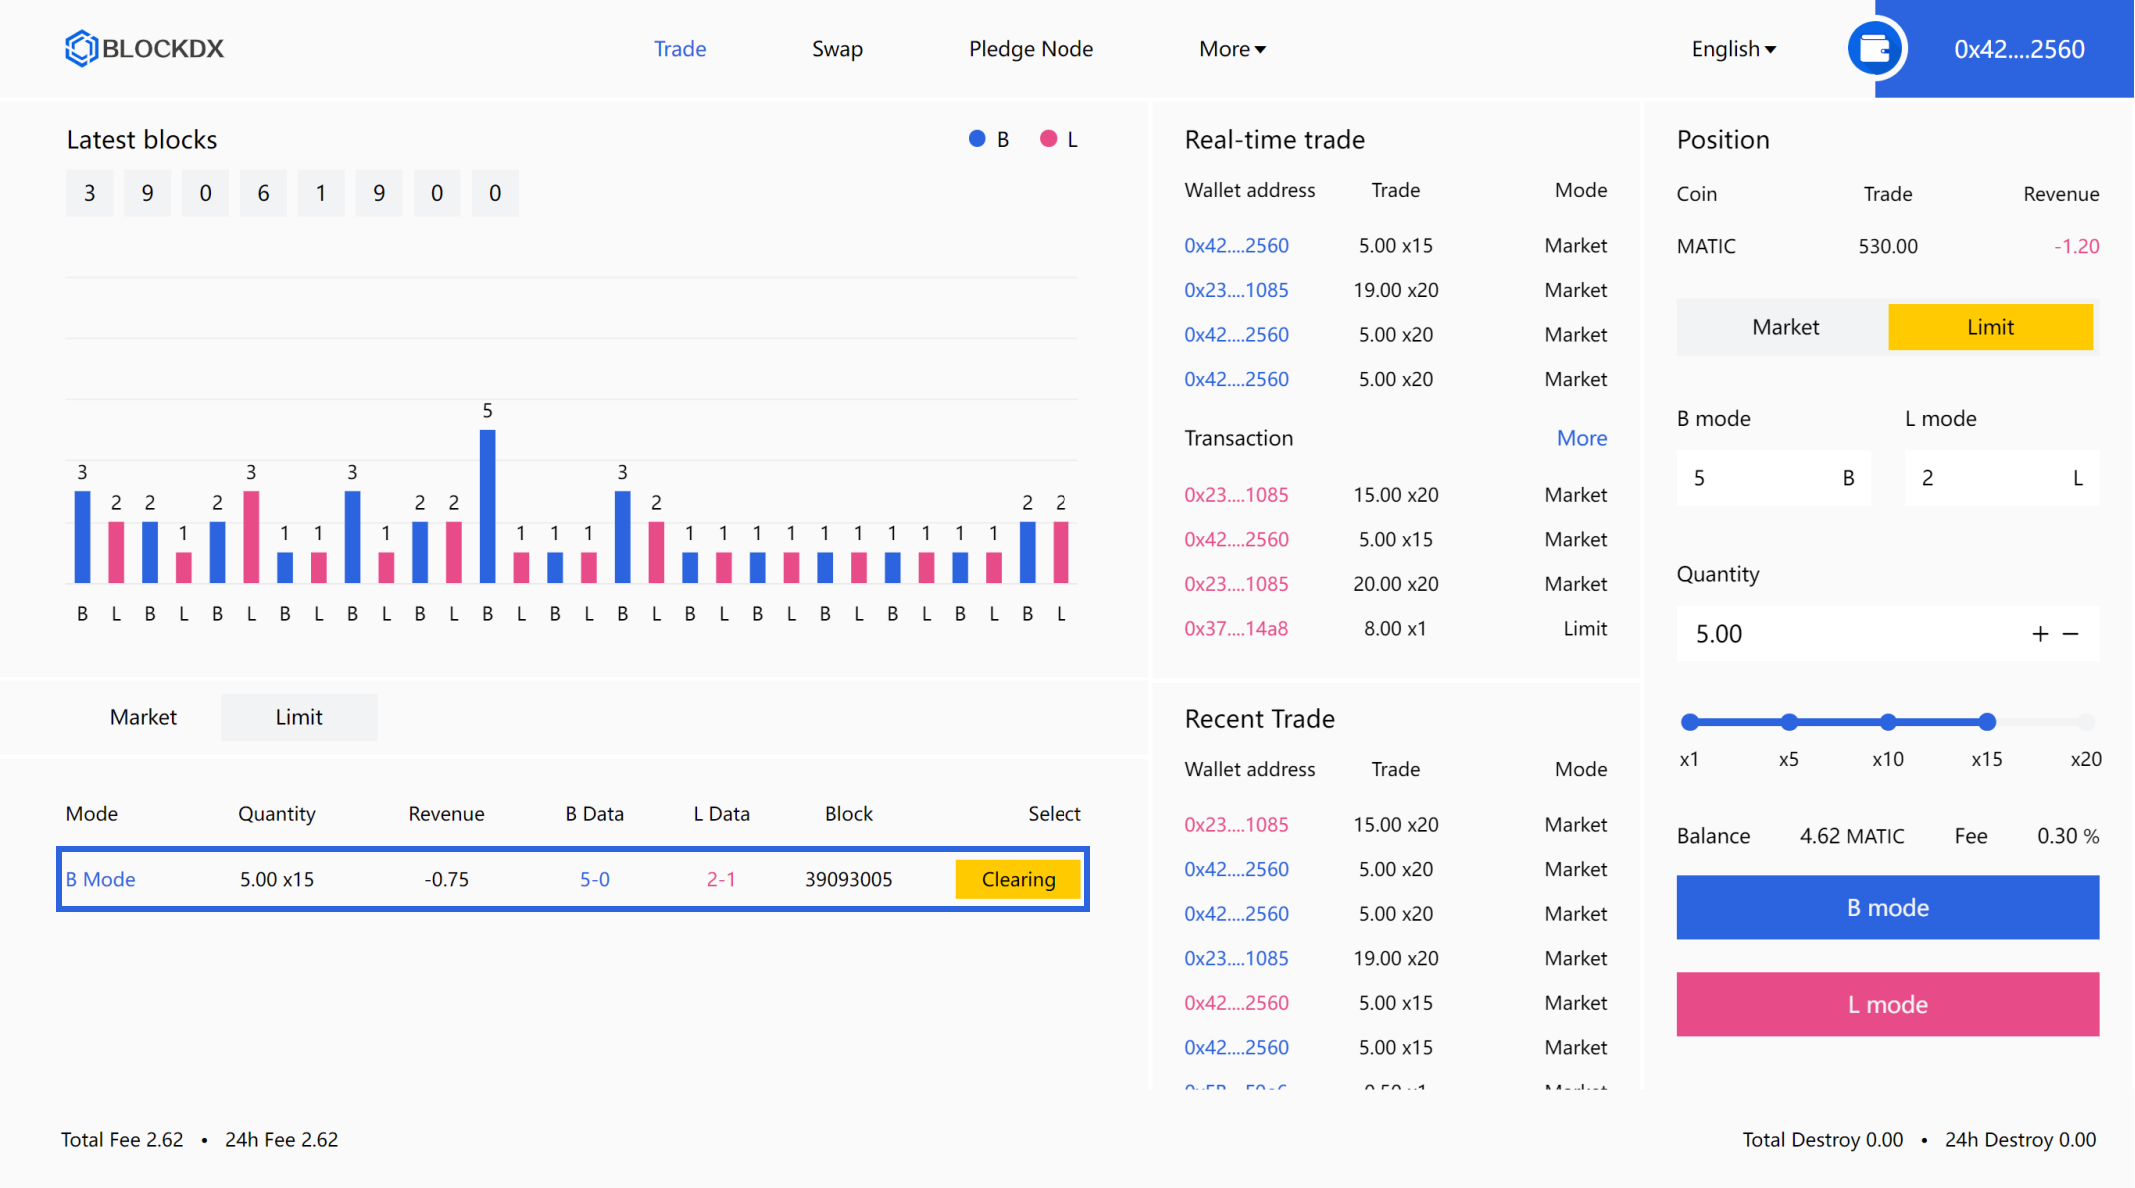 BLOCKDX
Trade Swap Pledge Node More English 0x42....2560
Latest blocks B L
3 9 0 6 1 9 0 0
3 2 2 1 2 3 1 1 3 1 2 2 5 1 1 1 3 2 1 1 1 1 1 1 1 1 1 1 2 2
B L B L B L B L B L B L B L B L B L B L B L B L B L B L B L
Market Limit
Mode Quantity Revenue B Data L Data Block Select
B Mode 5.00 x15 -0.75 5-0 2-1 39093005 Clearing
Real-time trade
Wallet address Trade Mode
0x42....2560 5.00 x15 Market
0x23....1085 19.00 x20 Market
0x42....2560 5.00 x20 Market
0x42....2560 5.00 x20 Market
Transaction More
0x23....1085 15.00 x20 Market
0x42....2560 5.00 x15 Market
0x23....1085 20.00 x20 Market
0x37....14a8 8.00 x1 Limit
Recent Trade
Wallet address Trade Mode
0x23....1085 15.00 x20 Market
0x42....2560 5.00 x20 Market
0x42....2560 5.00 x20 Market
0x23....1085 19.00 x20 Market
0x42....2560 5.00 x15 Market
0x42....2560 5.00 x15 Market
Position
Coin Trade Revenue
MATIC 530.00 -1.20
Market Limit
B mode L mode
5 B 2 L
Quantity
5.00 + −
x1 x5 x10 x15 x20
Balance 4.62 MATIC Fee 0.30 %
B mode
L mode
Total Fee 2.62 • 24h Fee 2.62
Total Destroy 0.00 • 24h Destroy 0.00